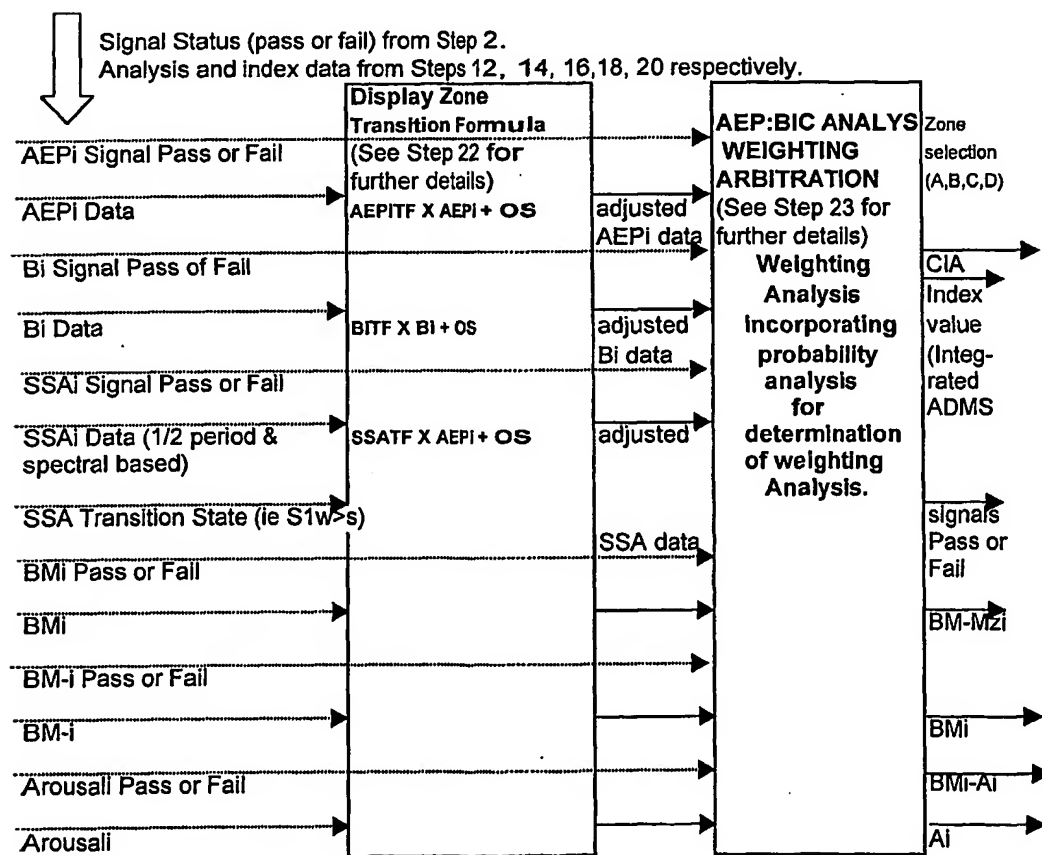 Signal Status (pass or fail) from Step 2.
Analysis and index data from Steps 12, 14, 16,18, 20 respectively.
Display Zone
Transition Formula
(See Step 22 for
further details)
AEP:BIC ANALYS
WEIGHTING
ARBITRATION
(See Step 23 for
further details)
Weighting
Analysis
incorporating
probability
analysis
for
determination
of weighting
Analysis.
Zone
selection
(A,B,C,D)
AEPi Signal Pass or Fail
AEPi Data
AEPITF X AEPi + OS
adjusted
AEPi data
Bi Signal Pass of Fail
CIA
Index
value
(Integ-
rated
ADMS
Bi Data
BITF X Bi + OS
adjusted
Bi data
SSAi Signal Pass or Fail
SSAi Data (1/2 period &
spectral based)
SSATF X AEPi + OS
adjusted
SSA Transition State (ie S1w>s)
SSA data
signals
Pass or
Fail
BMi Pass or Fail
BMi
BM-Mzi
BM-i Pass or Fail
BM-i
BMi
Arousali Pass or Fail
BMi-Ai
Arousali
Ai